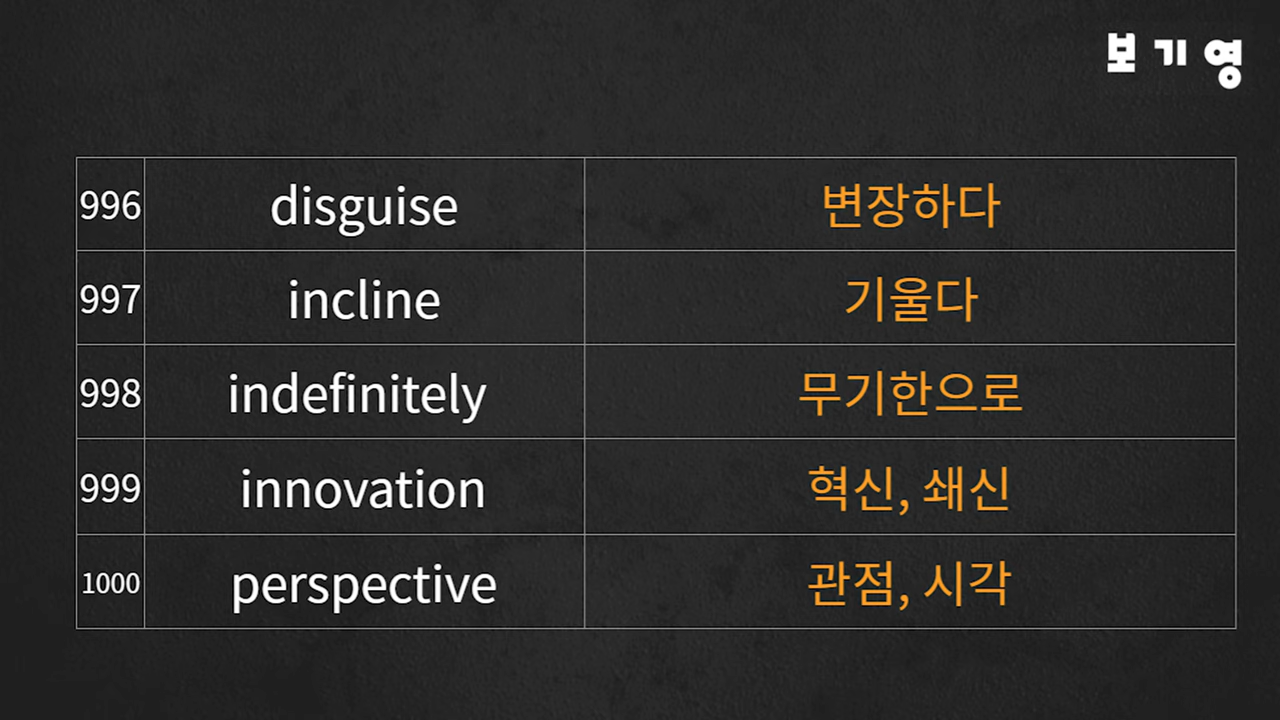 보기영
996 disguise 변장하다
997 incline 기울다
998 indefinitely 무기한으로
999 innovation 혁신, 쇄신
1000 perspective 관점, 시각